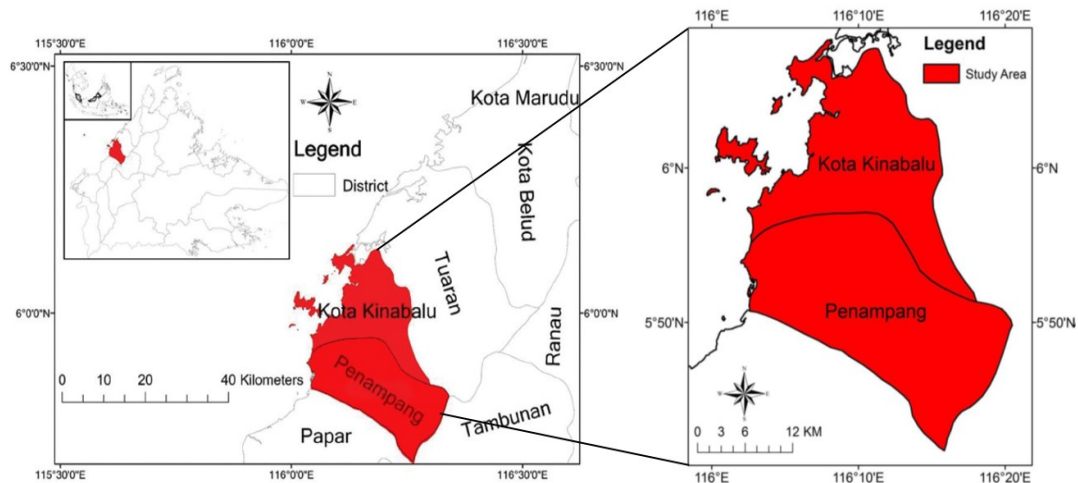 115°30'0"E 116°0'0"E 116°30'0"E
6°30'0"N
6°30'0"N
N
W E
S
Legend
District
Kota Marudu
Kota Belud
Tuaran
Kota Kinabalu
6°0'0"N
6°0'0"N
Ranau
Penampang
0 10 20 40 Kilometers
Tambunan
Papar
115°30'0"E 116°0'0"E 116°30'0"E
116°E 116°10'E 116°20'E
Legend
Study Area
6°N
6°N
Kota Kinabalu
Penampang
5°50'N
5°50'N
N
W E
S
0 3 6 12 KM
116°E 116°10'E 116°20'E